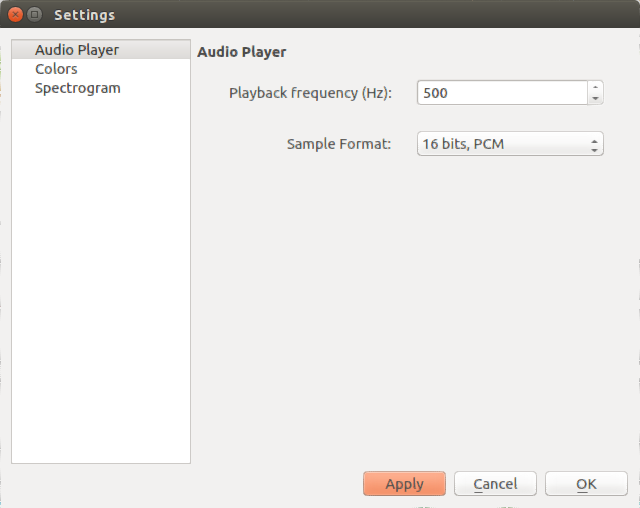 Settings
Audio Player
Colors
Spectrogram
Audio Player
Playback frequency (Hz): 500
Sample Format: 16 bits, PCM
Apply Cancel OK